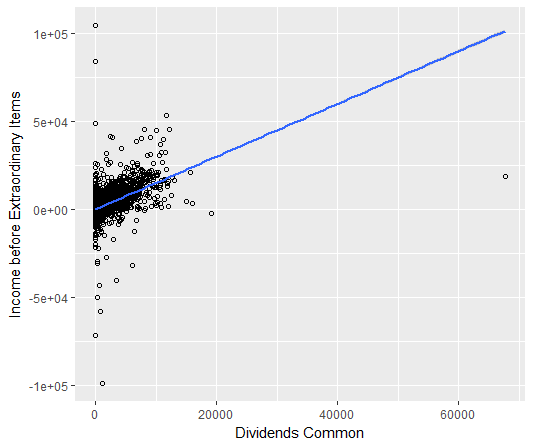 1e+05
5e+04
0e+00
-5e+04
-1e+05
Income before Extraordinary Items
0 20000 40000 60000
Dividends Common